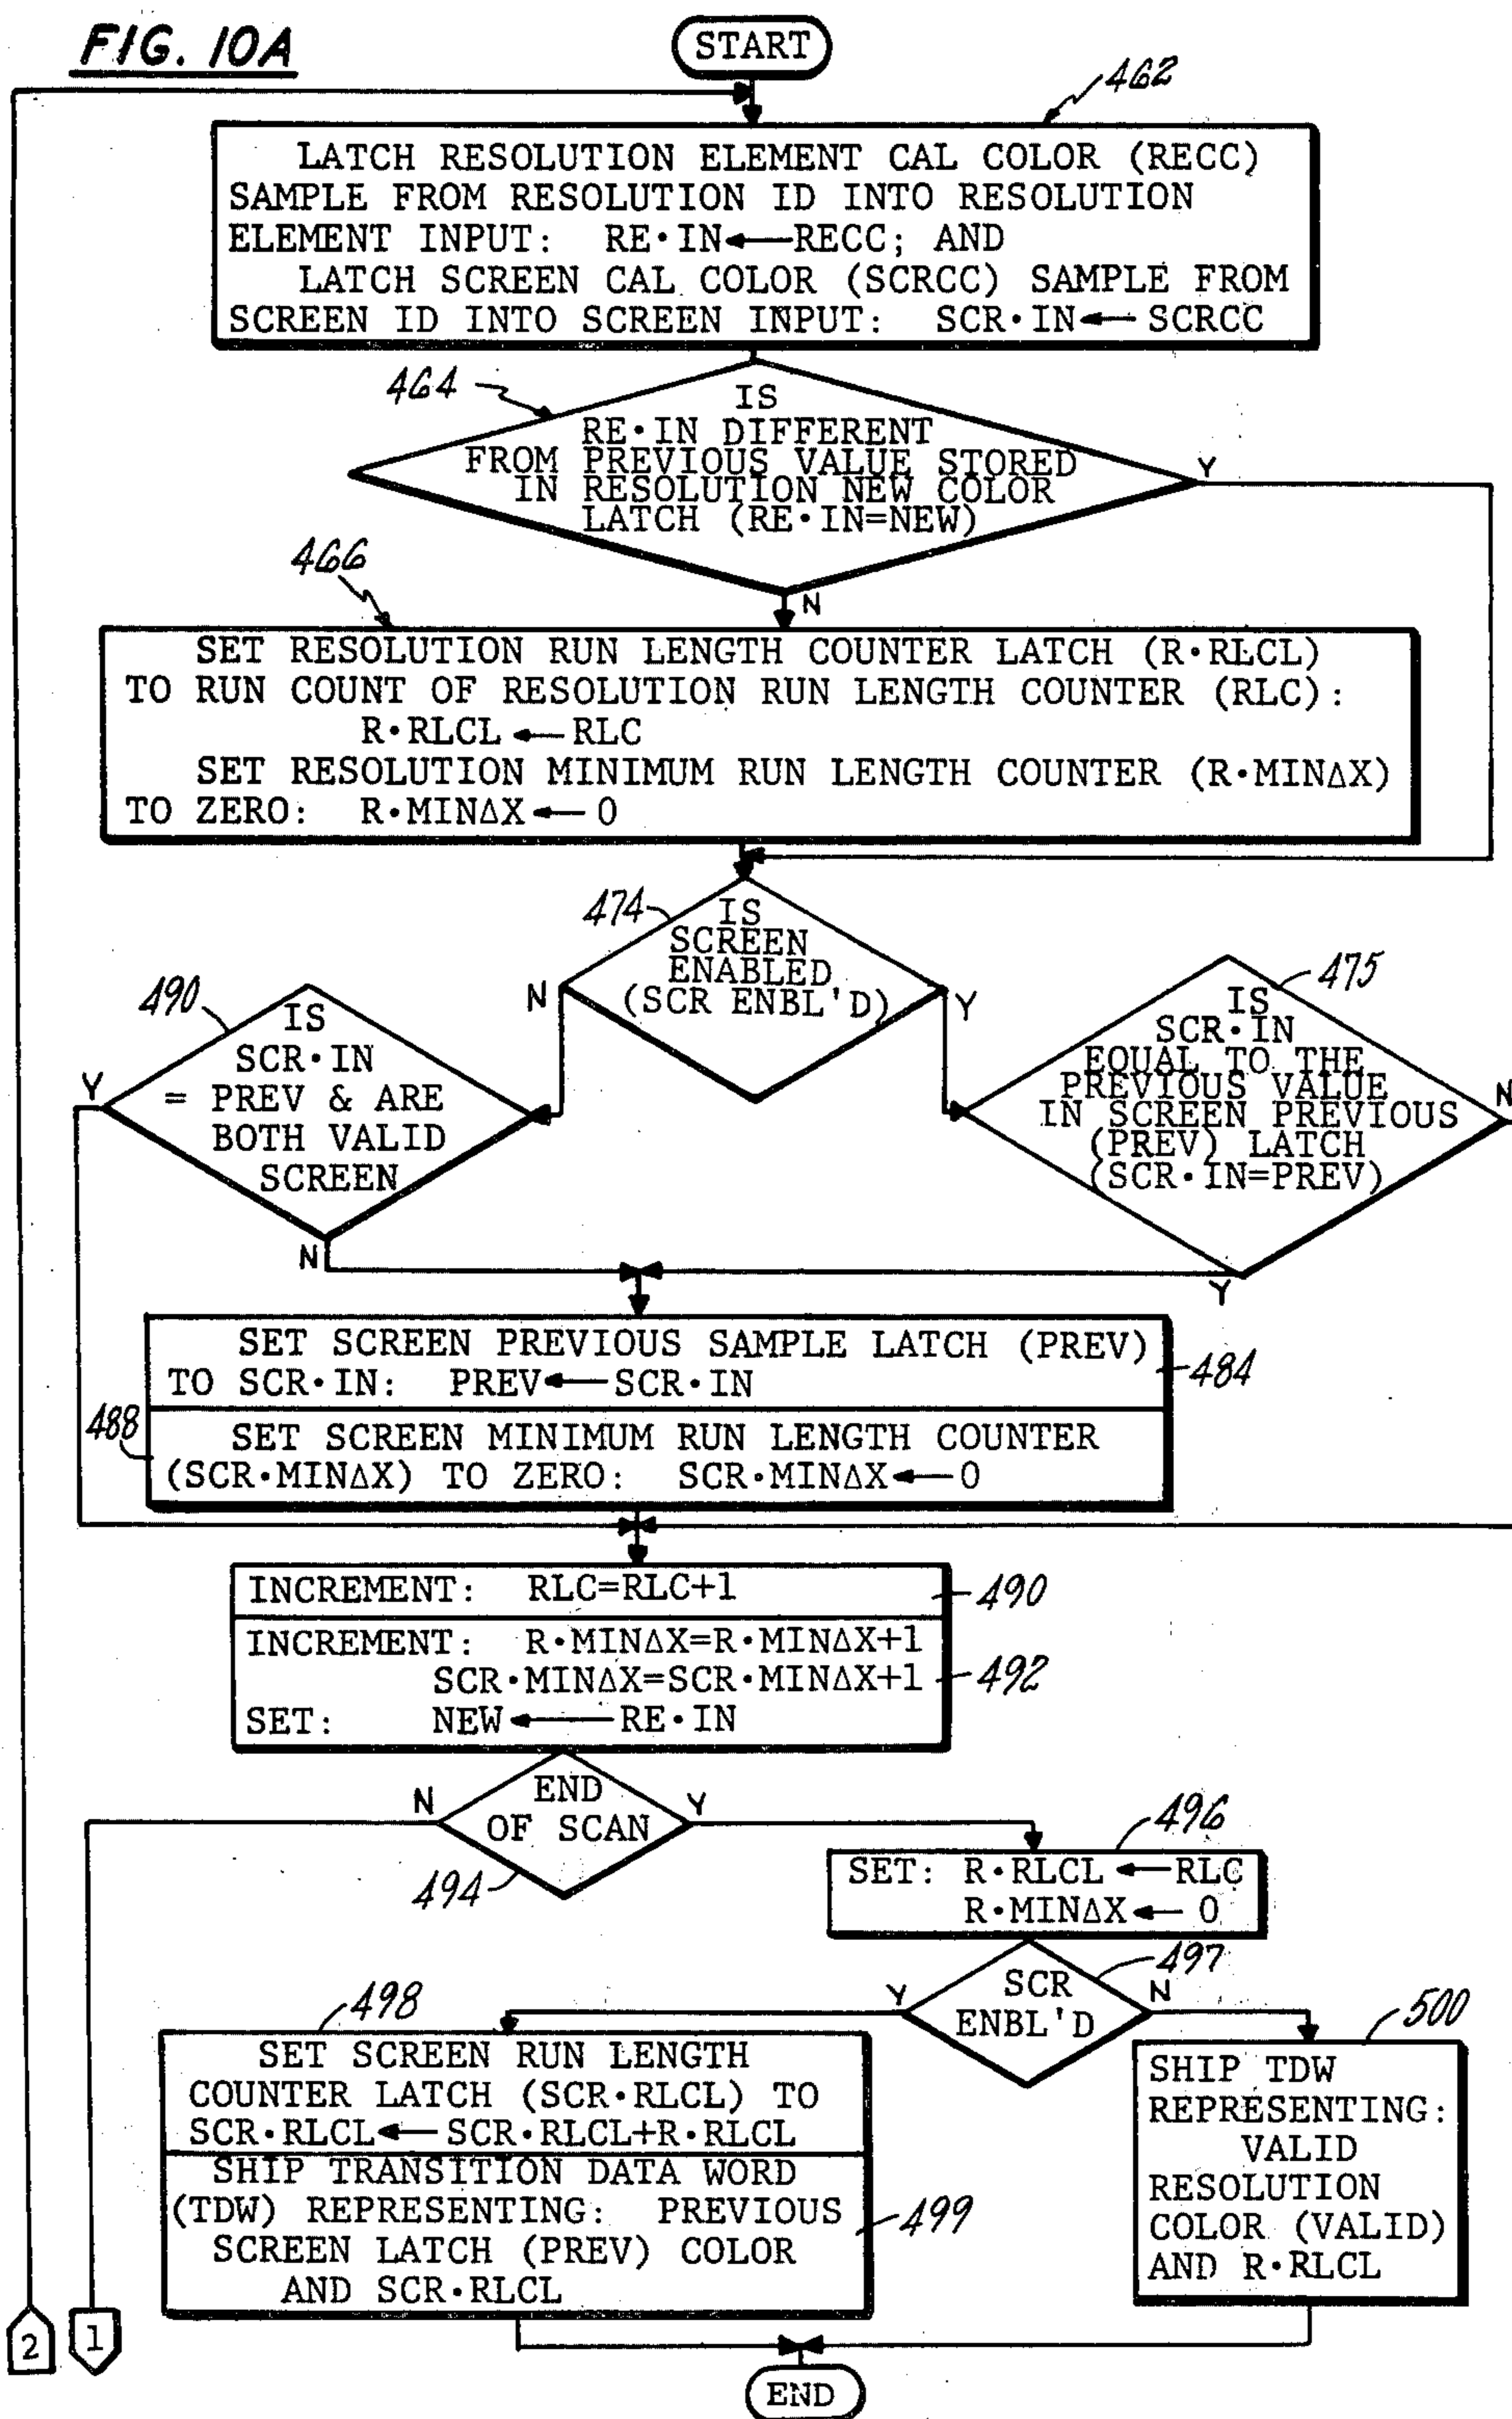 FIG. 10A
START
462
LATCH RESOLUTION ELEMENT CAL COLOR (RECC)
SAMPLE FROM RESOLUTION ID INTO RESOLUTION
ELEMENT INPUT: RE·IN←RECC; AND
LATCH SCREEN CAL COLOR (SCRCC) SAMPLE FROM
SCREEN ID INTO SCREEN INPUT: SCR·IN← SCRCC
464
IS
RE·IN DIFFERENT
FROM PREVIOUS VALUE STORED
IN RESOLUTION NEW COLOR
LATCH (RE·IN=NEW)
Y
N
466
SET RESOLUTION RUN LENGTH COUNTER LATCH (R·RLCL)
TO RUN COUNT OF RESOLUTION RUN LENGTH COUNTER (RLC):
R·RLCL ← RLC
SET RESOLUTION MINIMUM RUN LENGTH COUNTER (R·MIN∆X)
TO ZERO: R·MIN∆X ← 0
474
IS
SCREEN
ENABLED
(SCR ENBL'D)
N
Y
490
IS
SCR·IN
= PREV & ARE
BOTH VALID
SCREEN
Y
N
475
IS
SCR·IN
EQUAL TO THE
PREVIOUS VALUE
IN SCREEN PREVIOUS
(PREV) LATCH
(SCR·IN=PREV)
N
Y
SET SCREEN PREVIOUS SAMPLE LATCH (PREV)
TO SCR·IN: PREV← SCR·IN
484
488
SET SCREEN MINIMUM RUN LENGTH COUNTER
(SCR·MIN∆X) TO ZERO: SCR·MIN∆X ← 0
INCREMENT: RLC=RLC+1
490
INCREMENT: R·MIN∆X=R·MIN∆X+1
SCR·MIN∆X=SCR·MIN∆X+1
492
SET: NEW ← RE·IN
N
END
OF SCAN
Y
494
496
SET: R·RLCL ← RLC
R·MIN∆X ← 0
497
SCR
ENBL'D
Y
N
498
SET SCREEN RUN LENGTH
COUNTER LATCH (SCR·RLCL) TO
SCR·RLCL← SCR·RLCL+R·RLCL
SHIP TRANSITION DATA WORD
(TDW) REPRESENTING: PREVIOUS
SCREEN LATCH (PREV) COLOR
AND SCR·RLCL
499
500
SHIP TDW
REPRESENTING:
VALID
RESOLUTION
COLOR (VALID)
AND R·RLCL
2
1
END